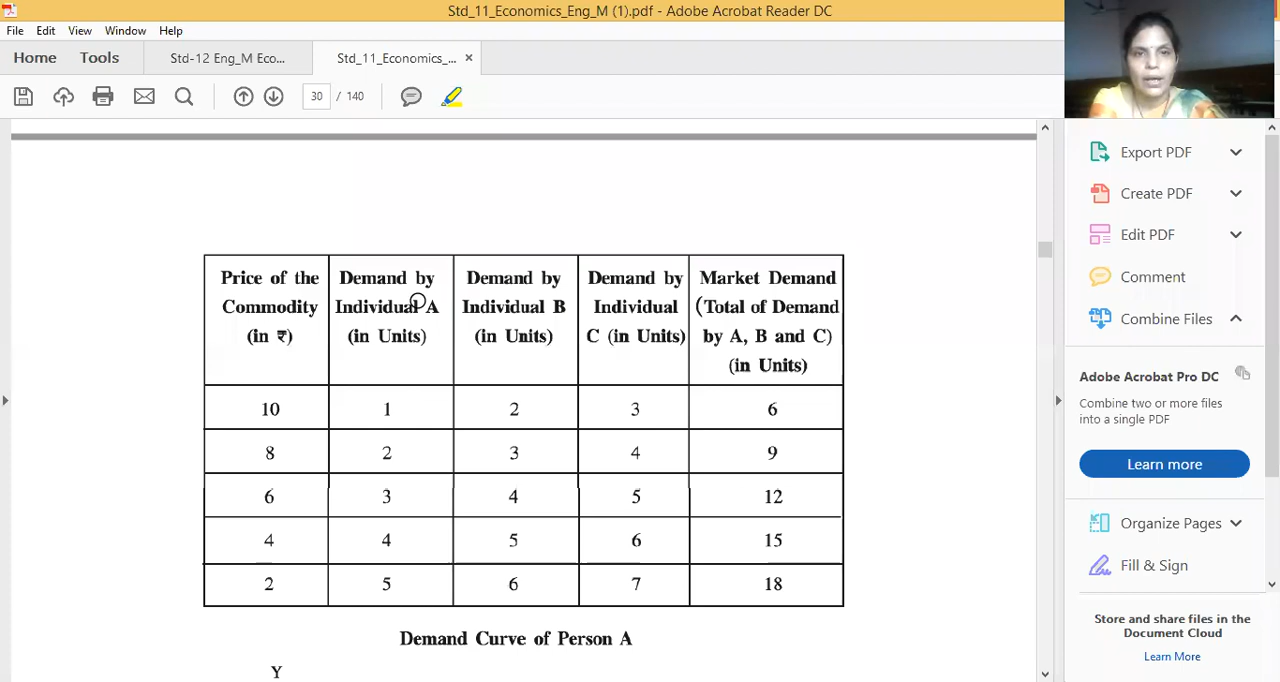 Std_11_Economics_Eng_M (1).pdf - Adobe Acrobat Reader DC
File Edit View Window Help
Home Tools Std-12 Eng_M Eco... Std_11_Economics_... ×
30 / 140
Export PDF
Create PDF
Edit PDF
Comment
Combine Files
Adobe Acrobat Pro DC
Combine two or more files
into a single PDF
Learn more
Organize Pages
Fill & Sign
Store and share files in the
Document Cloud
Learn More
Price of the Demand by Demand by Demand by Market Demand
Commodity Individual A Individual B Individual (Total of Demand
(in ₹) (in Units) (in Units) C (in Units) by A, B and C)
(in Units)
10 1 2 3 6
8 2 3 4 9
6 3 4 5 12
4 4 5 6 15
2 5 6 7 18
Demand Curve of Person A
Y